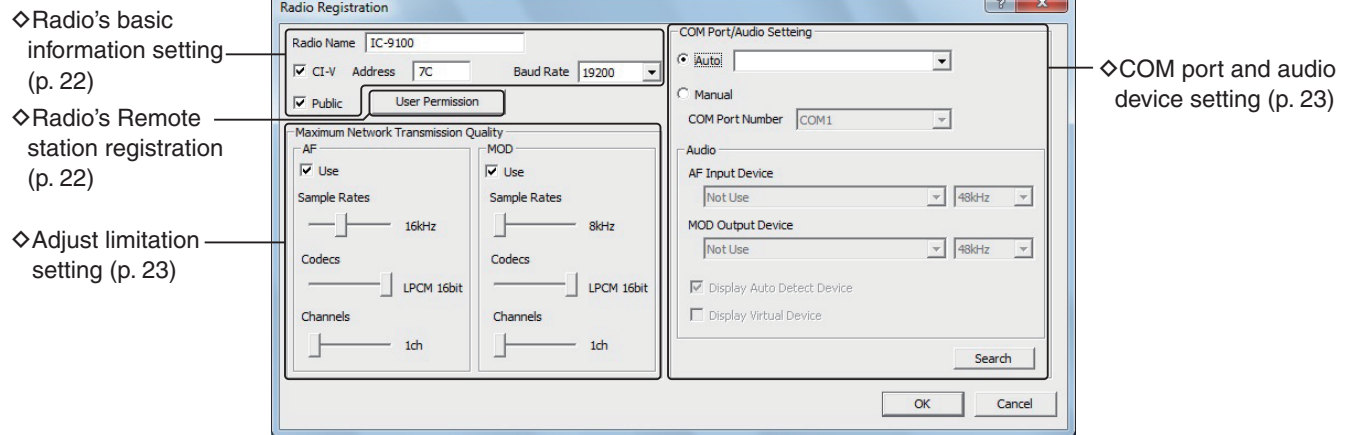 ◇Radio's basic
information setting
(p. 22)
◇Radio's Remote
station registration
(p. 22)
◇Adjust limitation
setting (p. 23)
Radio Registration
? x
Radio Name IC-9100
CI-V Address 7C Baud Rate 19200
Public User Permission
Maximum Network Transmission Quality
AF
Use
Sample Rates
16kHz
Codecs
LPCM 16bit
Channels
1ch
MOD
Use
Sample Rates
8kHz
Codecs
LPCM 16bit
Channels
1ch
COM Port/Audio Setteing
Auto
Manual
COM Port Number COM1
Audio
AF Input Device
Not Use 48kHz
MOD Output Device
Not Use 48kHz
Display Auto Detect Device
Display Virtual Device
Search
OK Cancel
◇COM port and audio
device setting (p. 23)